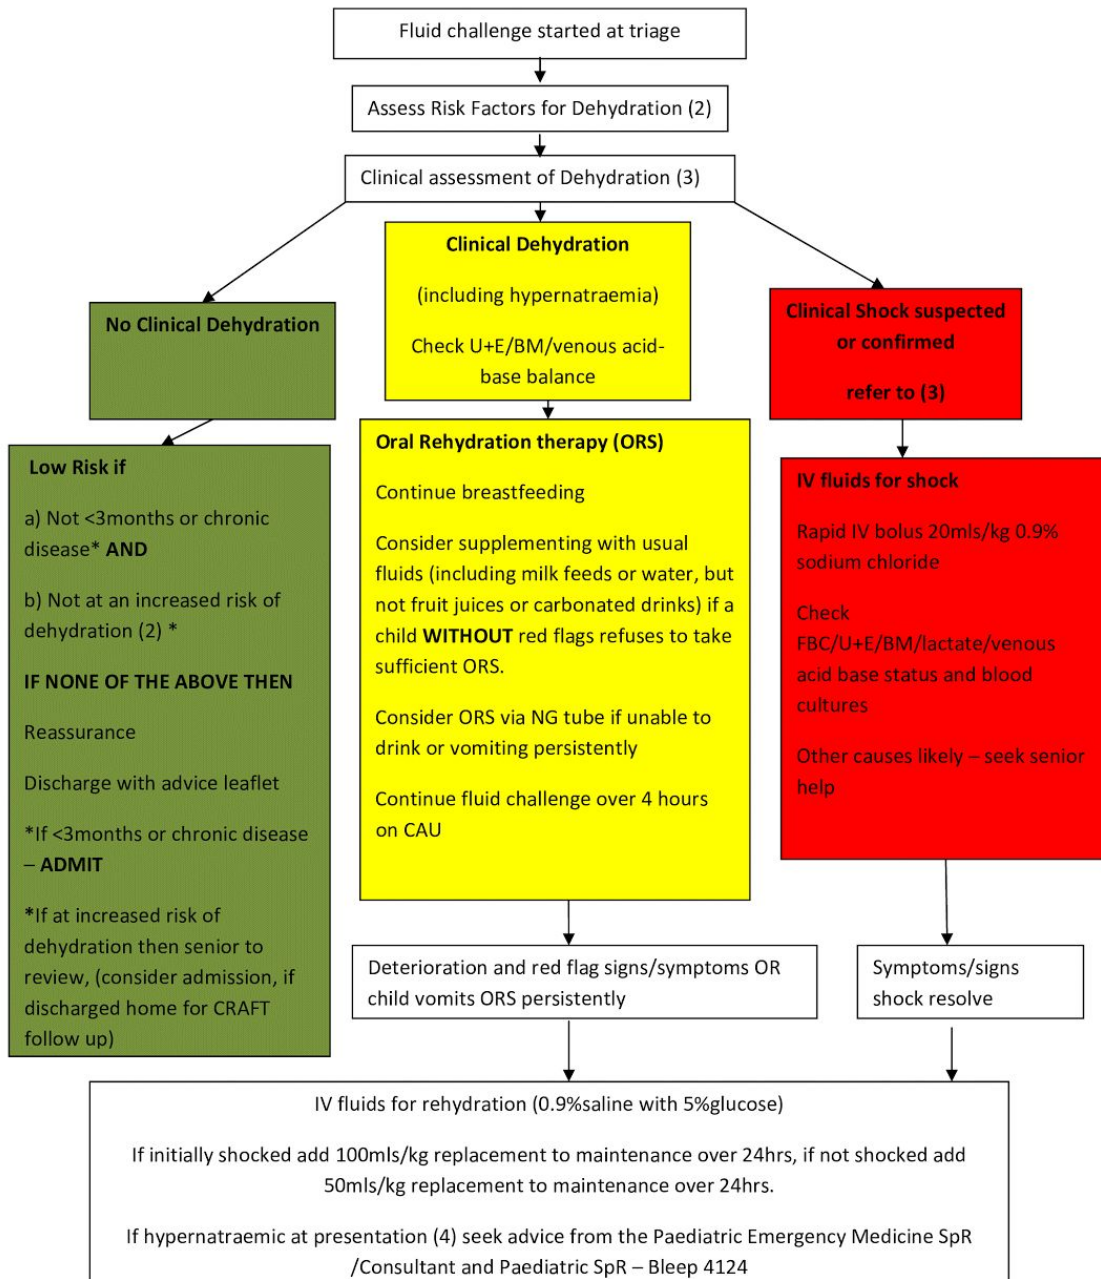 Fluid challenge started at triage
Assess Risk Factors for Dehydration (2)
Clinical assessment of Dehydration (3)
No Clinical Dehydration
Low Risk if
a) Not <3months or chronic
disease* AND
b) Not at an increased risk of
dehydration (2) *
IF NONE OF THE ABOVE THEN
Reassurance
Discharge with advice leaflet
*If <3months or chronic disease
– ADMIT
*If at increased risk of
dehydration then senior to
review, (consider admission, if
discharged home for CRAFT
follow up)
Clinical Dehydration
(including hypernatraemia)
Check U+E/BM/venous acid-
base balance
Oral Rehydration therapy (ORS)
Continue breastfeeding
Consider supplementing with usual
fluids (including milk feeds or water, but
not fruit juices or carbonated drinks) if a
child WITHOUT red flags refuses to take
sufficient ORS.
Consider ORS via NG tube if unable to
drink or vomiting persistently
Continue fluid challenge over 4 hours
on CAU
Deterioration and red flag signs/symptoms OR
child vomits ORS persistently
Clinical Shock suspected
or confirmed
refer to (3)
IV fluids for shock
Rapid IV bolus 20mls/kg 0.9%
sodium chloride
Check
FBC/U+E/BM/lactate/venous
acid base status and blood
cultures
Other causes likely – seek senior
help
Symptoms/signs
shock resolve
IV fluids for rehydration (0.9%saline with 5%glucose)
If initially shocked add 100mls/kg replacement to maintenance over 24hrs, if not shocked add
50mls/kg replacement to maintenance over 24hrs.
If hypernatraemic at presentation (4) seek advice from the Paediatric Emergency Medicine SpR
/Consultant and Paediatric SpR – Bleep 4124